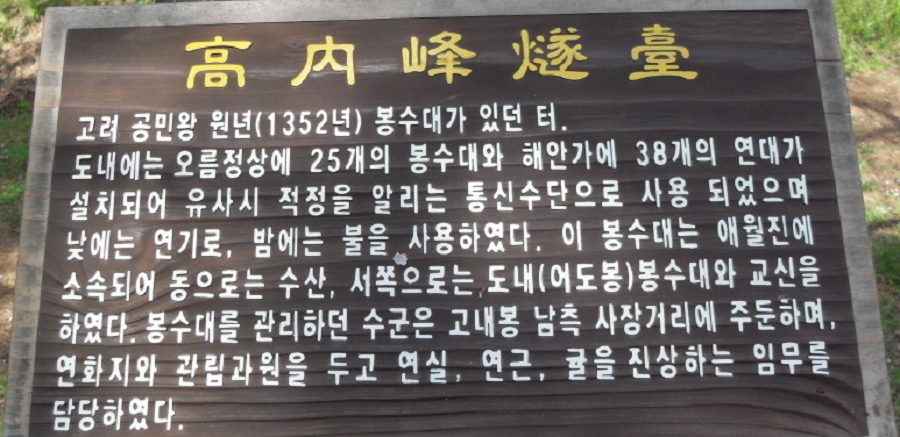 高內峰燧臺
고려 공민왕 원년(1352년) 봉수대가 있던 터.
도내에는 오름정상에 25개의 봉수대와 해안가에 38개의 연대가
설치되어 유사시 적정을 알리는 통신수단으로 사용 되었으며
낮에는 연기로, 밤에는 불을 사용하였다. 이 봉수대는 애월진에
소속되어 동으로는 수산, 서쪽으로는 도내(어도봉)봉수대와 교신을
하였다. 봉수대를 관리하던 수군은 고내봉 남측 사장거리에 주둔하며,
연화지와 관립과원을 두고 연실, 연근, 귤을 진상하는 임무를
담당하였다.